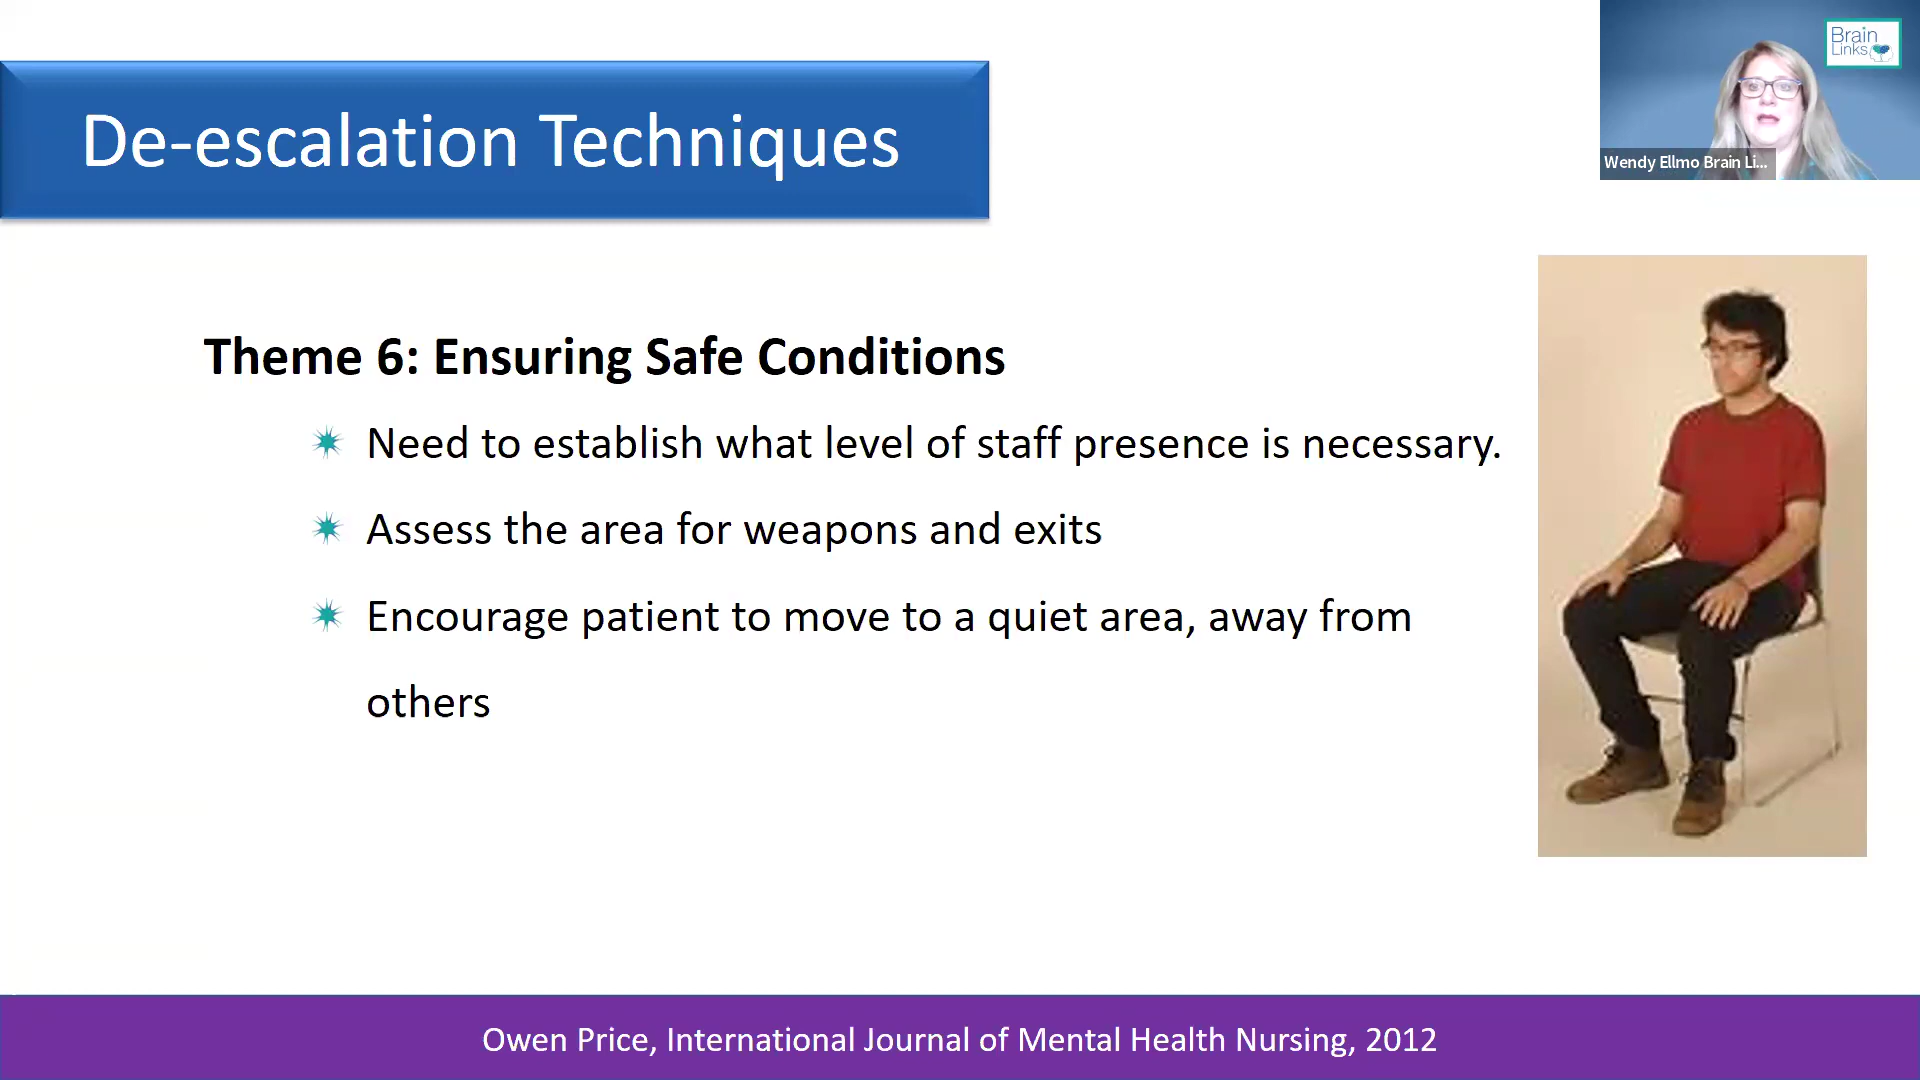 De-escalation Techniques
Brain
Links
Wendy Ellmo Brain Li...
Theme 6: Ensuring Safe Conditions
Need to establish what level of staff presence is necessary.
Assess the area for weapons and exits
Encourage patient to move to a quiet area, away from
others
Owen Price, International Journal of Mental Health Nursing, 2012